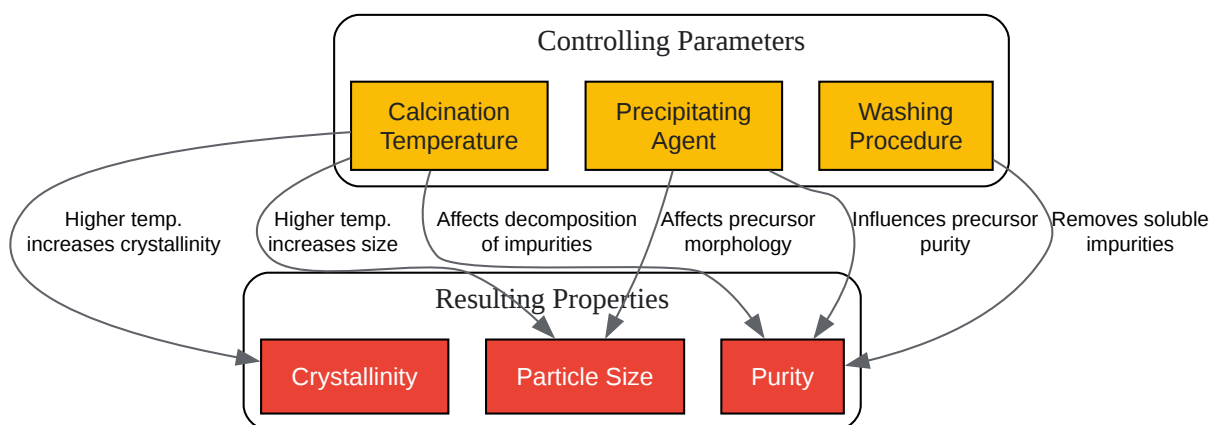 Controlling Parameters
Calcination
Temperature
Precipitating
Agent
Washing
Procedure
Higher temp.
increases crystallinity
Higher temp.
increases size
Affects decomposition
of impurities
Affects precursor
morphology
Influences precursor
purity
Removes soluble
impurities
Resulting Properties
Crystallinity
Particle Size
Purity